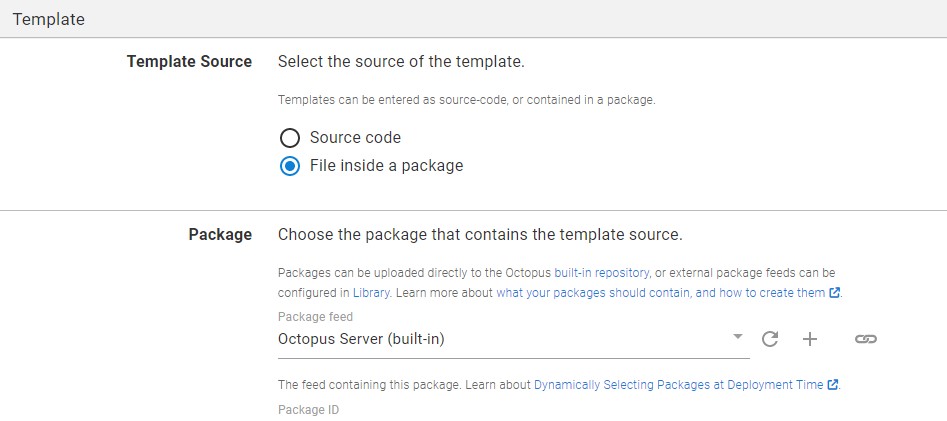 Template
Template Source
Select the source of the template.
Templates can be entered as source-code, or contained in a package.
Source code
File inside a package
Package
Choose the package that contains the template source.
Packages can be uploaded directly to the Octopus built-in repository, or external package feeds can be
configured in Library. Learn more about what your packages should contain, and how to create them.
Package feed
Octopus Server (built-in)
The feed containing this package. Learn about Dynamically Selecting Packages at Deployment Time.
Package ID